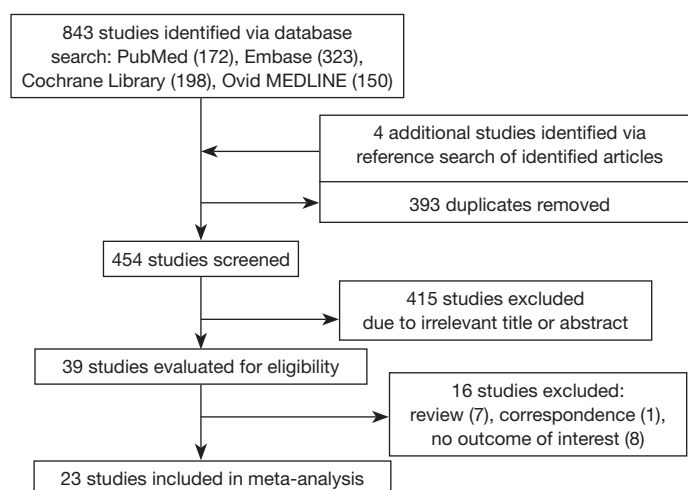 843 studies identified via database
search: PubMed (172), Embase (323),
Cochrane Library (198), Ovid MEDLINE (150)
4 additional studies identified via
reference search of identified articles
393 duplicates removed
454 studies screened
415 studies excluded
due to irrelevant title or abstract
39 studies evaluated for eligibility
16 studies excluded:
review (7), correspondence (1),
no outcome of interest (8)
23 studies included in meta-analysis